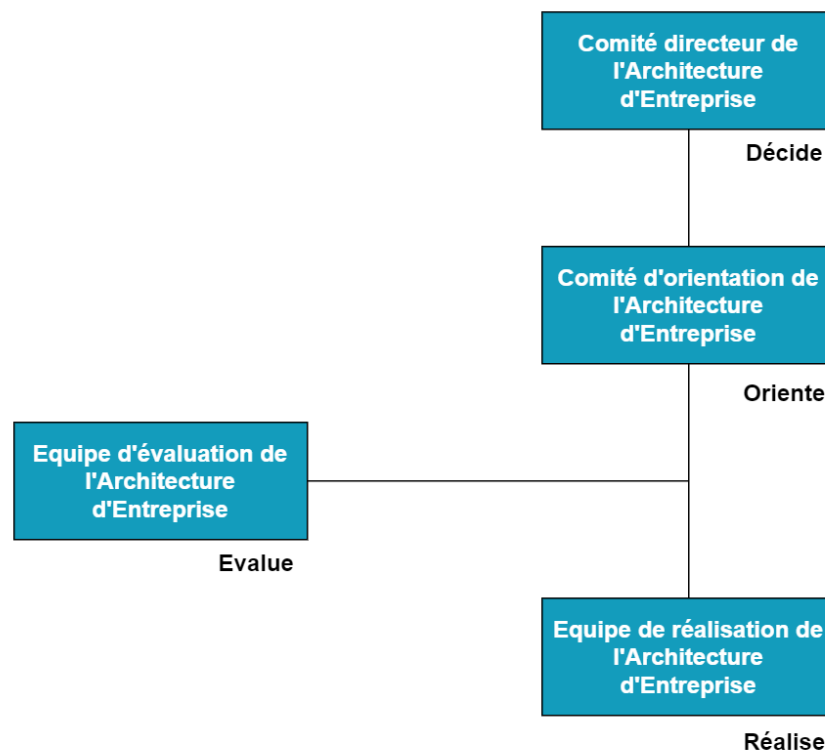 Comité directeur de
l'Architecture
d'Entreprise
Décide
Comité d'orientation de
l'Architecture
d'Entreprise
Oriente
Equipe d'évaluation de
l'Architecture
d'Entreprise
Evalue
Equipe de réalisation de
l'Architecture
d'Entreprise
Réalise